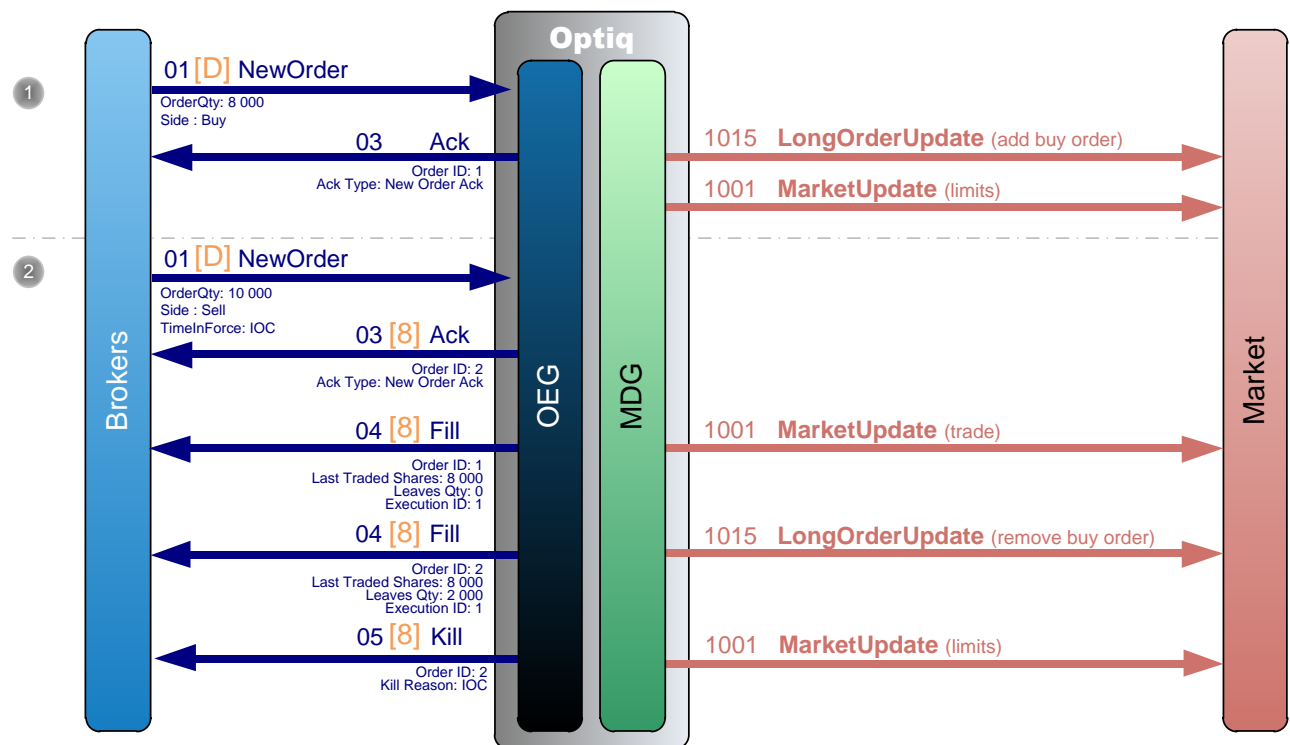 Optiq
1
01 [D] NewOrder
OrderQty: 8 000
Side : Buy
03 Ack
Order ID: 1
Ack Type: New Order Ack
1015 LongOrderUpdate (add buy order)
1001 MarketUpdate (limits)
2
01 [D] NewOrder
OrderQty: 10 000
Side : Sell
TimeInForce: IOC
03 [8] Ack
Order ID: 2
Ack Type: New Order Ack
Brokers
OEG
MDG
Market
04 [8] Fill
Order ID: 1
Last Traded Shares: 8 000
Leaves Qty: 0
Execution ID: 1
1001 MarketUpdate (trade)
04 [8] Fill
Order ID: 2
Last Traded Shares: 8 000
Leaves Qty: 2 000
Execution ID: 1
1015 LongOrderUpdate (remove buy order)
05 [8] Kill
Order ID: 2
Kill Reason: IOC
1001 MarketUpdate (limits)